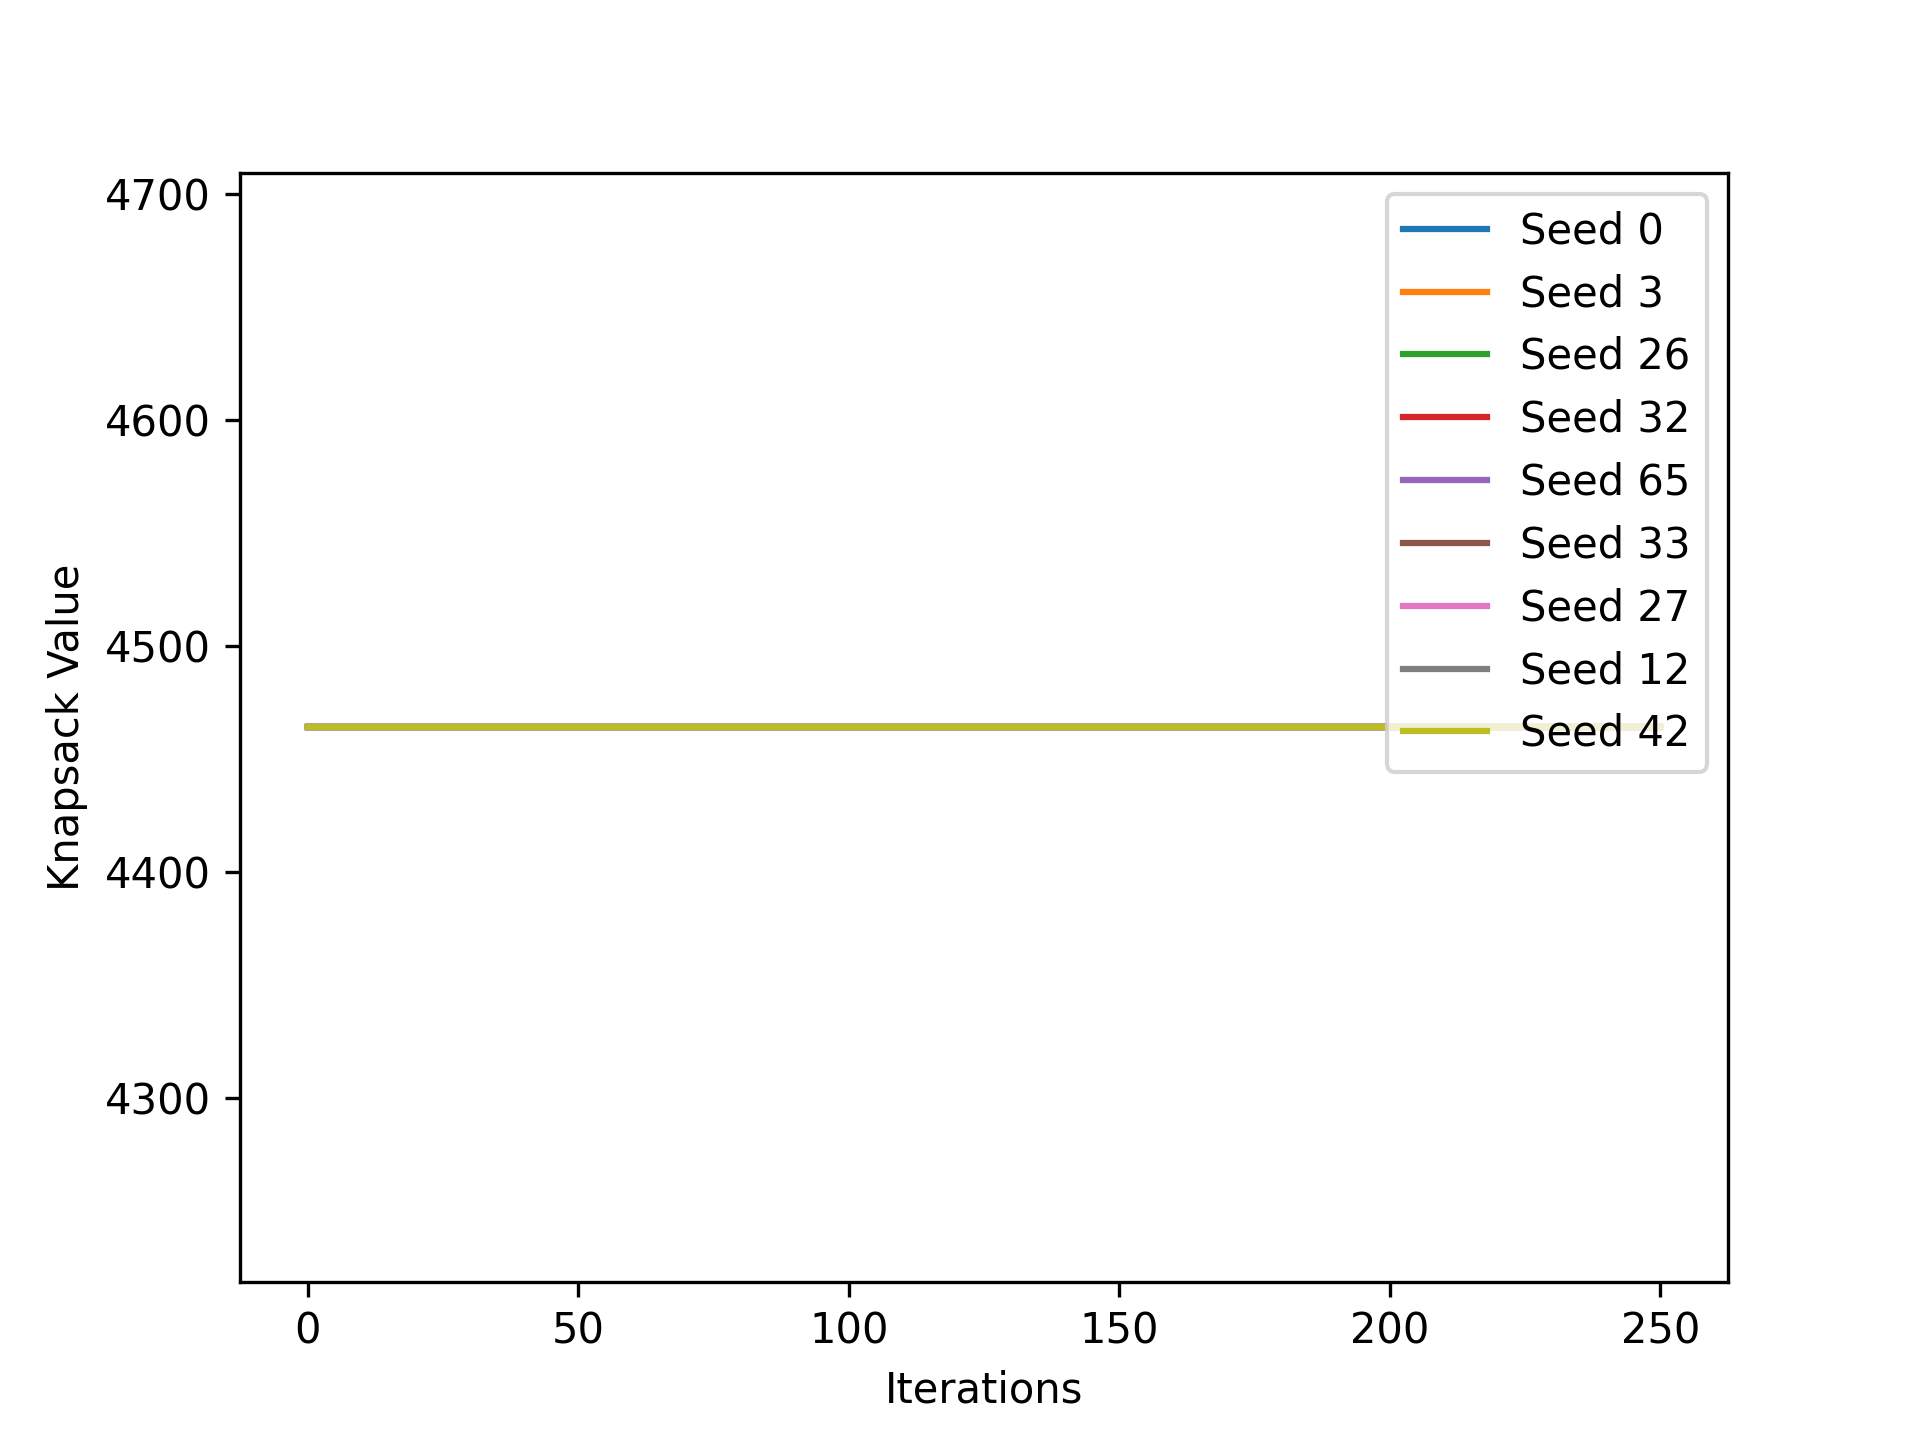 4700
4600
4500
4400
4300
Knapsack Value
Seed 0
Seed 3
Seed 26
Seed 32
Seed 65
Seed 33
Seed 27
Seed 12
Seed 42
0 50 100 150 200 250
Iterations